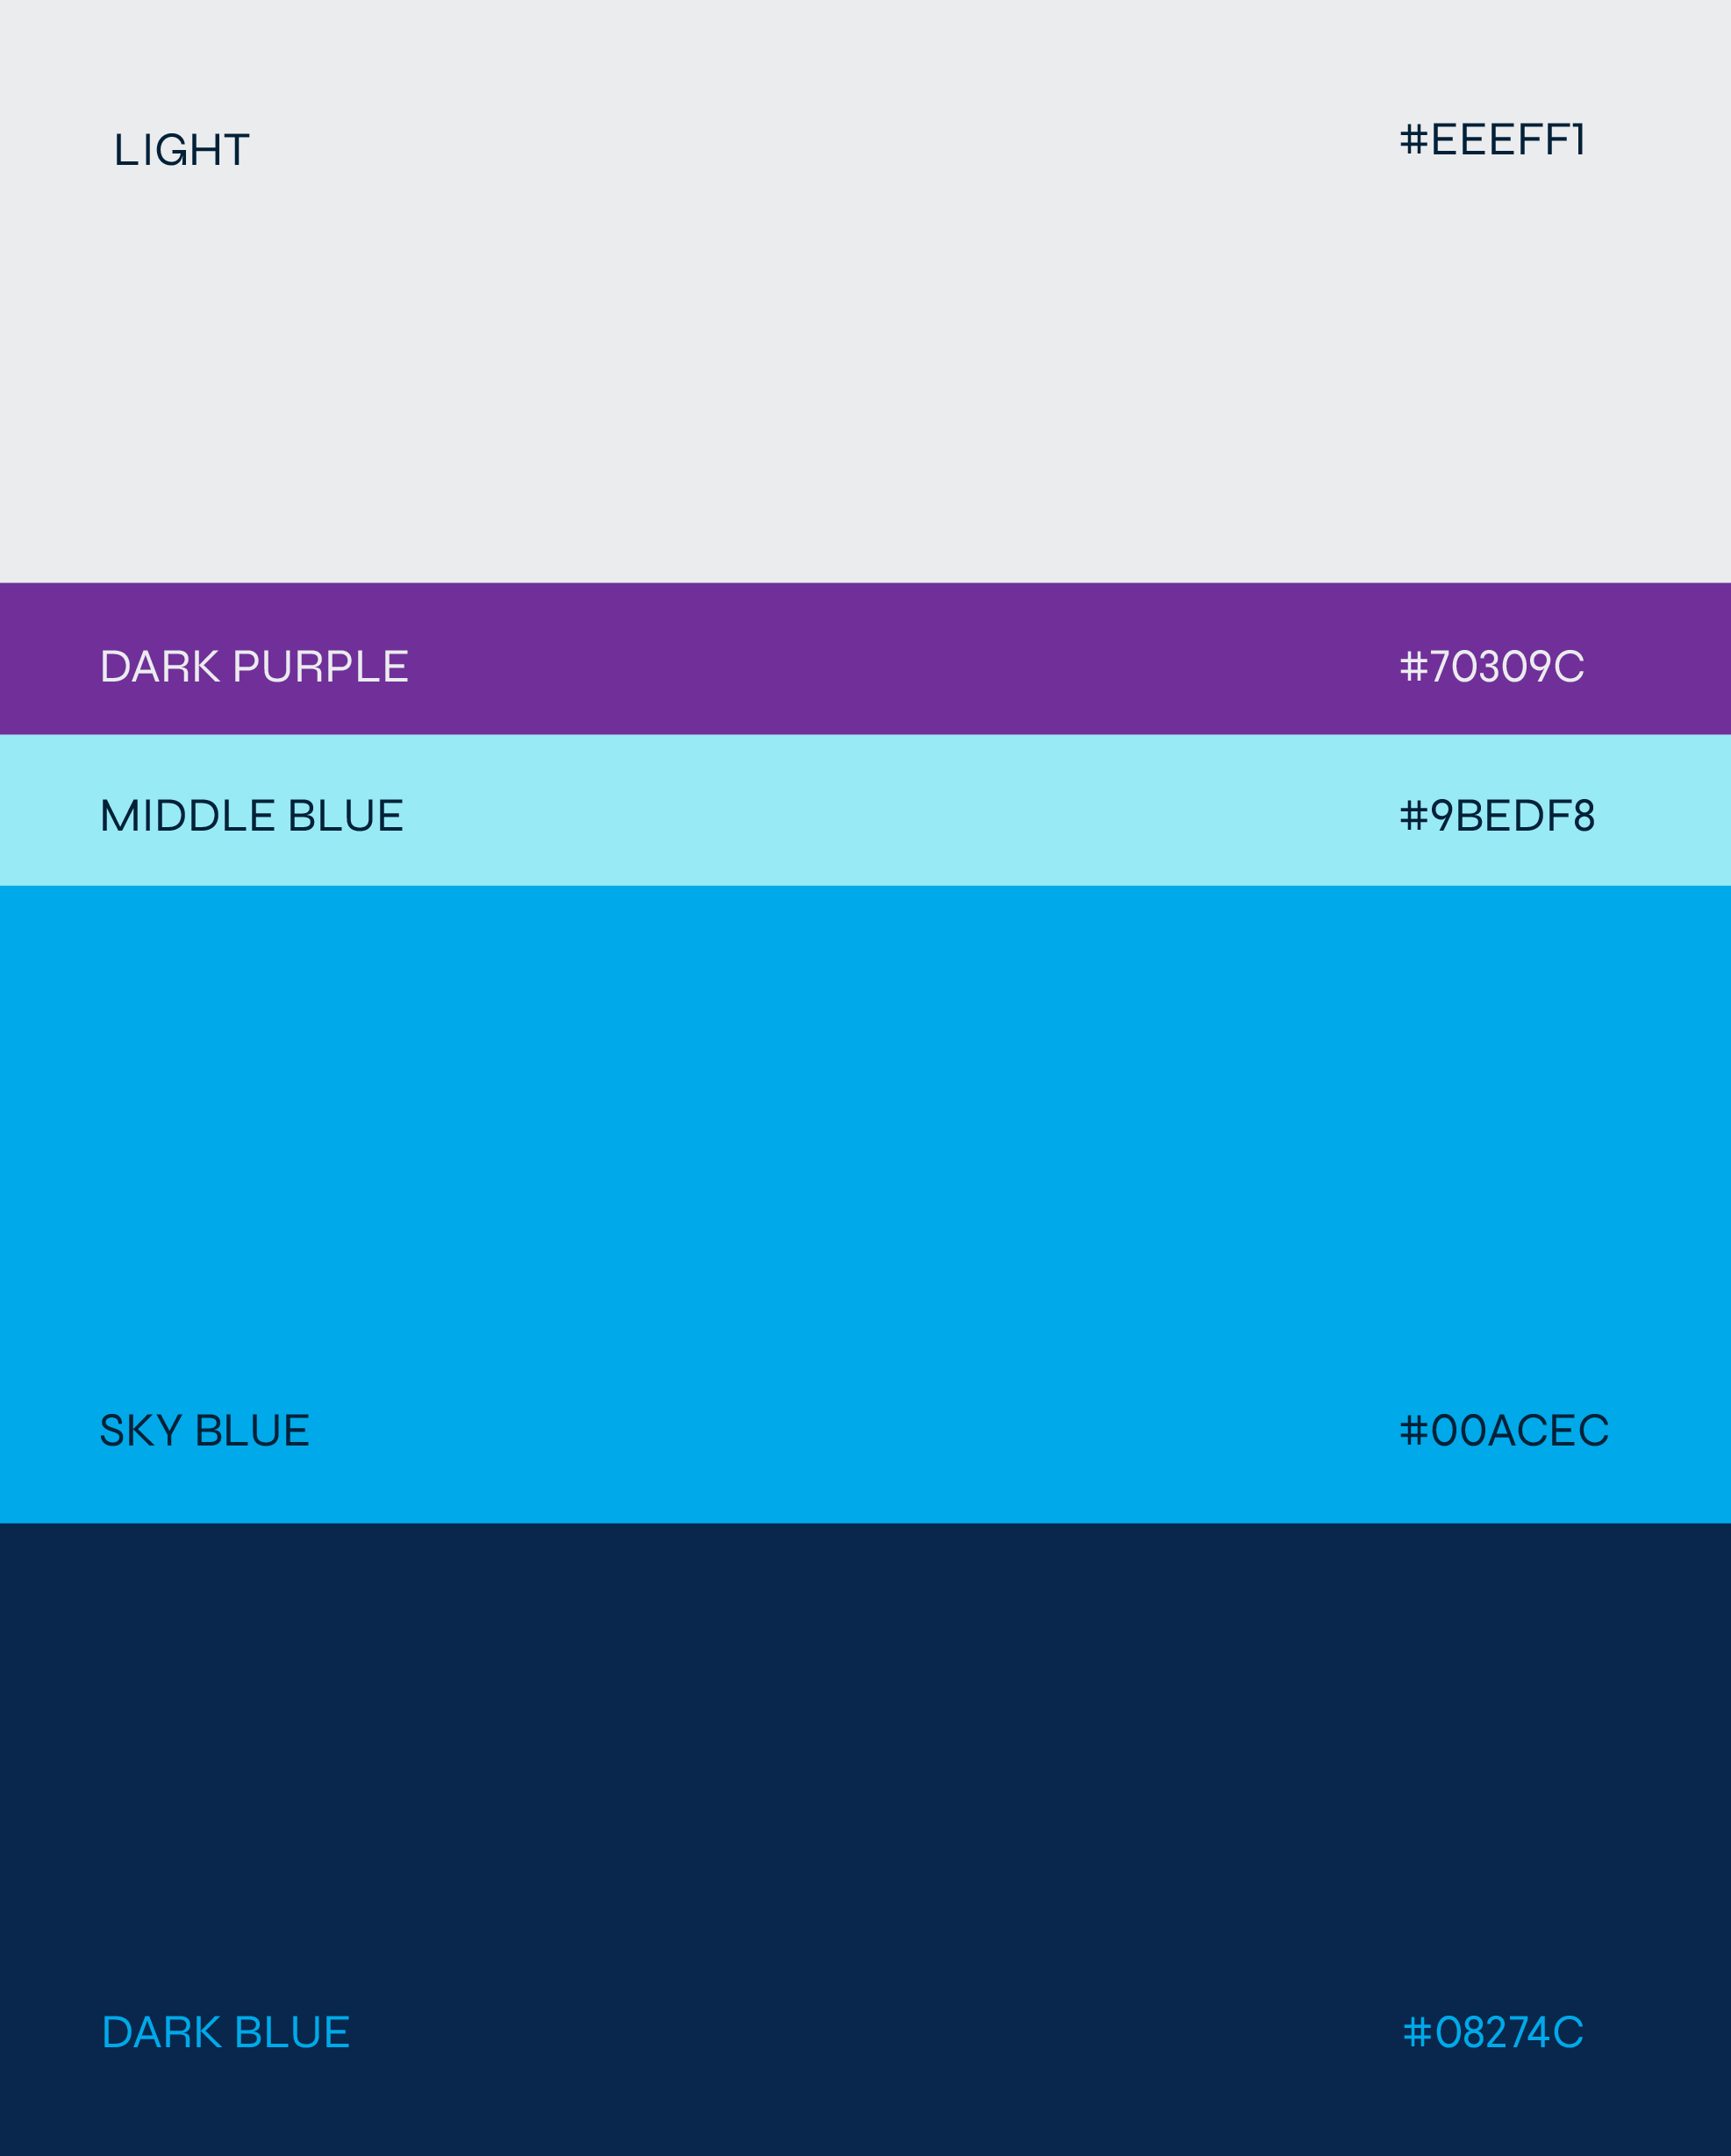 LIGHT #EEEFF1
DARK PURPLE #70309C
MIDDLE BLUE #9BEDF8
SKY BLUE #00ACEC
DARK BLUE #08274C